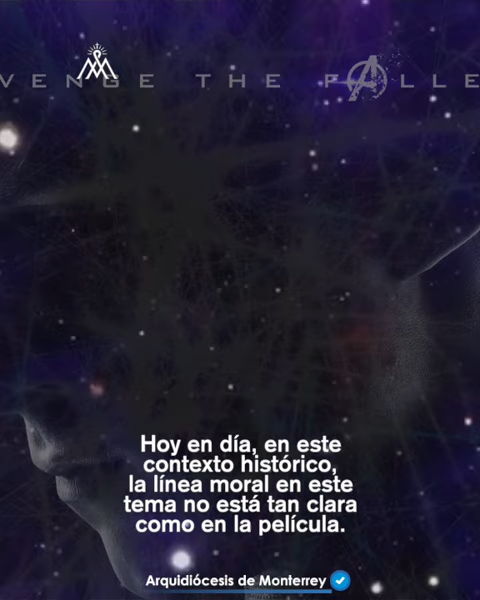 VENGE THE FALLE
Hoy en día, en este
contexto histórico,
la línea moral en este
tema no está tan clara
como en la película.
Arquidiócesis de Monterrey